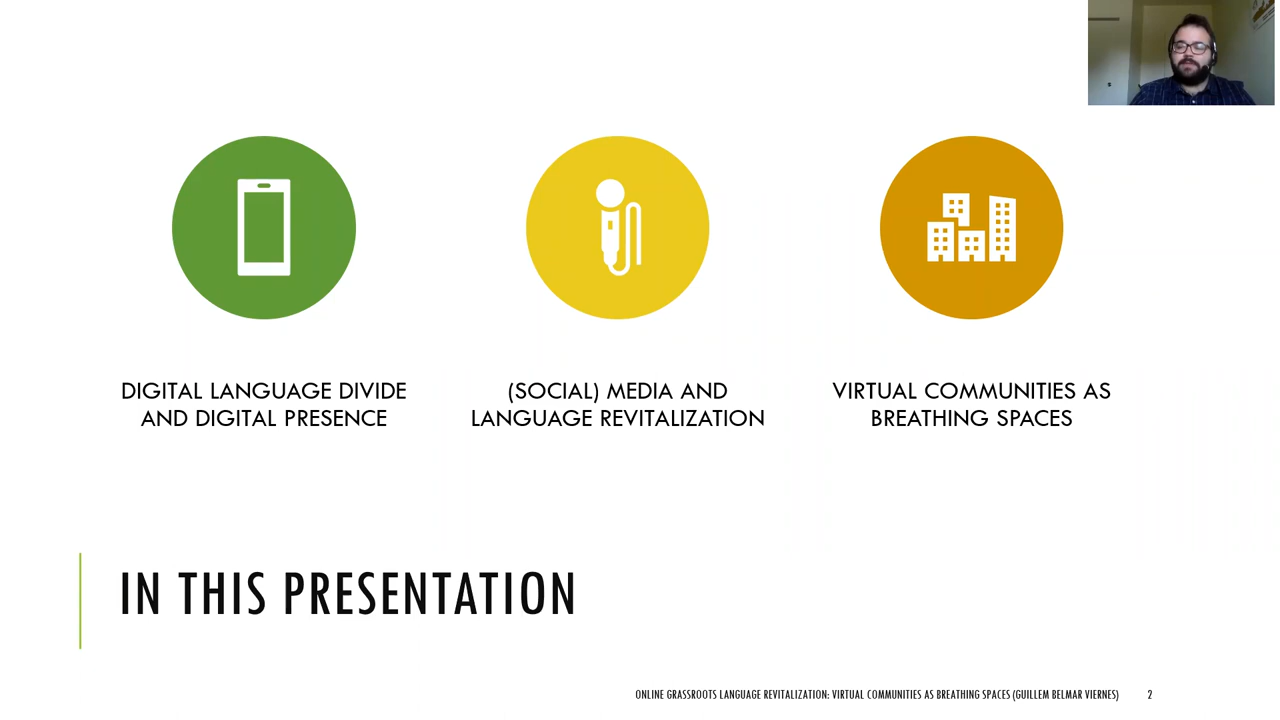 DIGITAL LANGUAGE DIVIDE
AND DIGITAL PRESENCE
(SOCIAL) MEDIA AND
LANGUAGE REVITALIZATION
VIRTUAL COMMUNITIES AS
BREATHING SPACES
IN THIS PRESENTATION
ONLINE GRASSROOTS LANGUAGE REVITALIZATION: VIRTUAL COMMUNITIES AS BREATHING SPACES (GUILLEM BELMAR VIERNES) 2